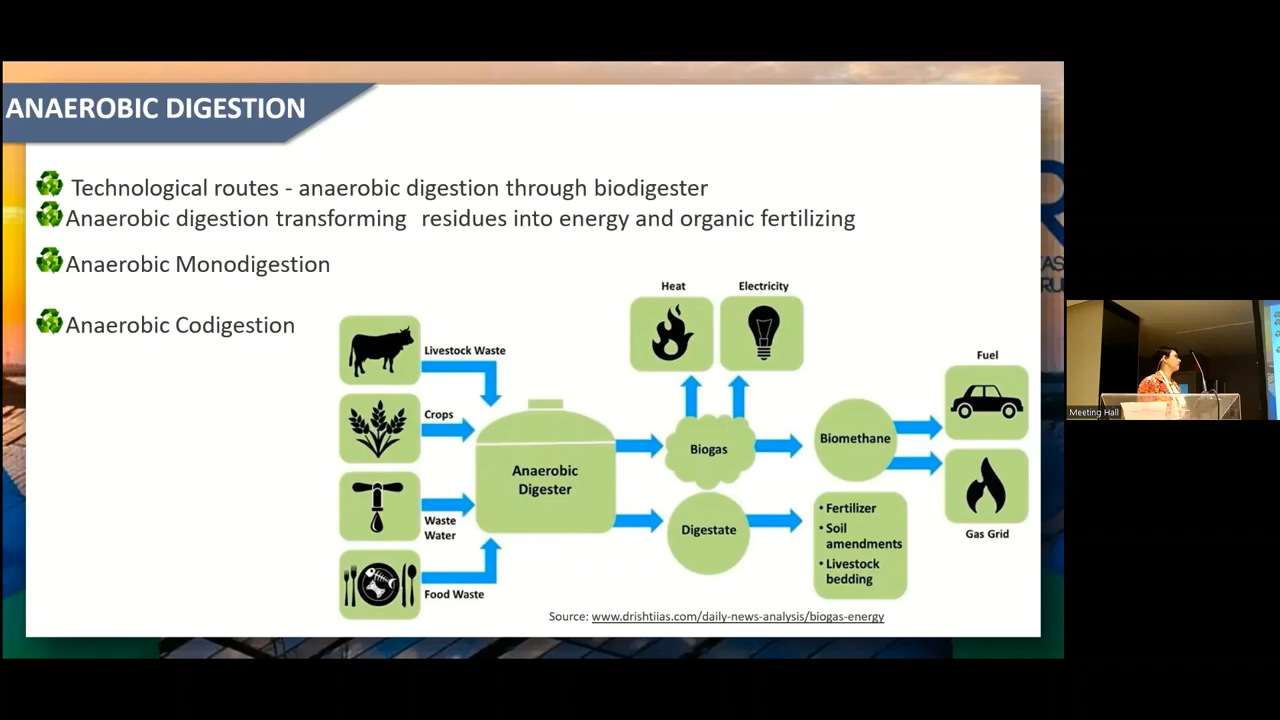 ANAEROBIC DIGESTION
Technological routes - anaerobic digestion through biodigester
Anaerobic digestion transforming residues into energy and organic fertilizing
Anaerobic Monodigestion
Anaerobic Codigestion
Heat
Electricity
Livestock Waste
Crops
Waste
Water
Food Waste
Anaerobic
Digester
Biogas
Digestate
Biomethane
Fuel
Gas Grid
• Fertilizer
• Soil
amendments
• Livestock
bedding
Source: www.drishtiias.com/daily-news-analysis/biogas-energy
Meeting Hall